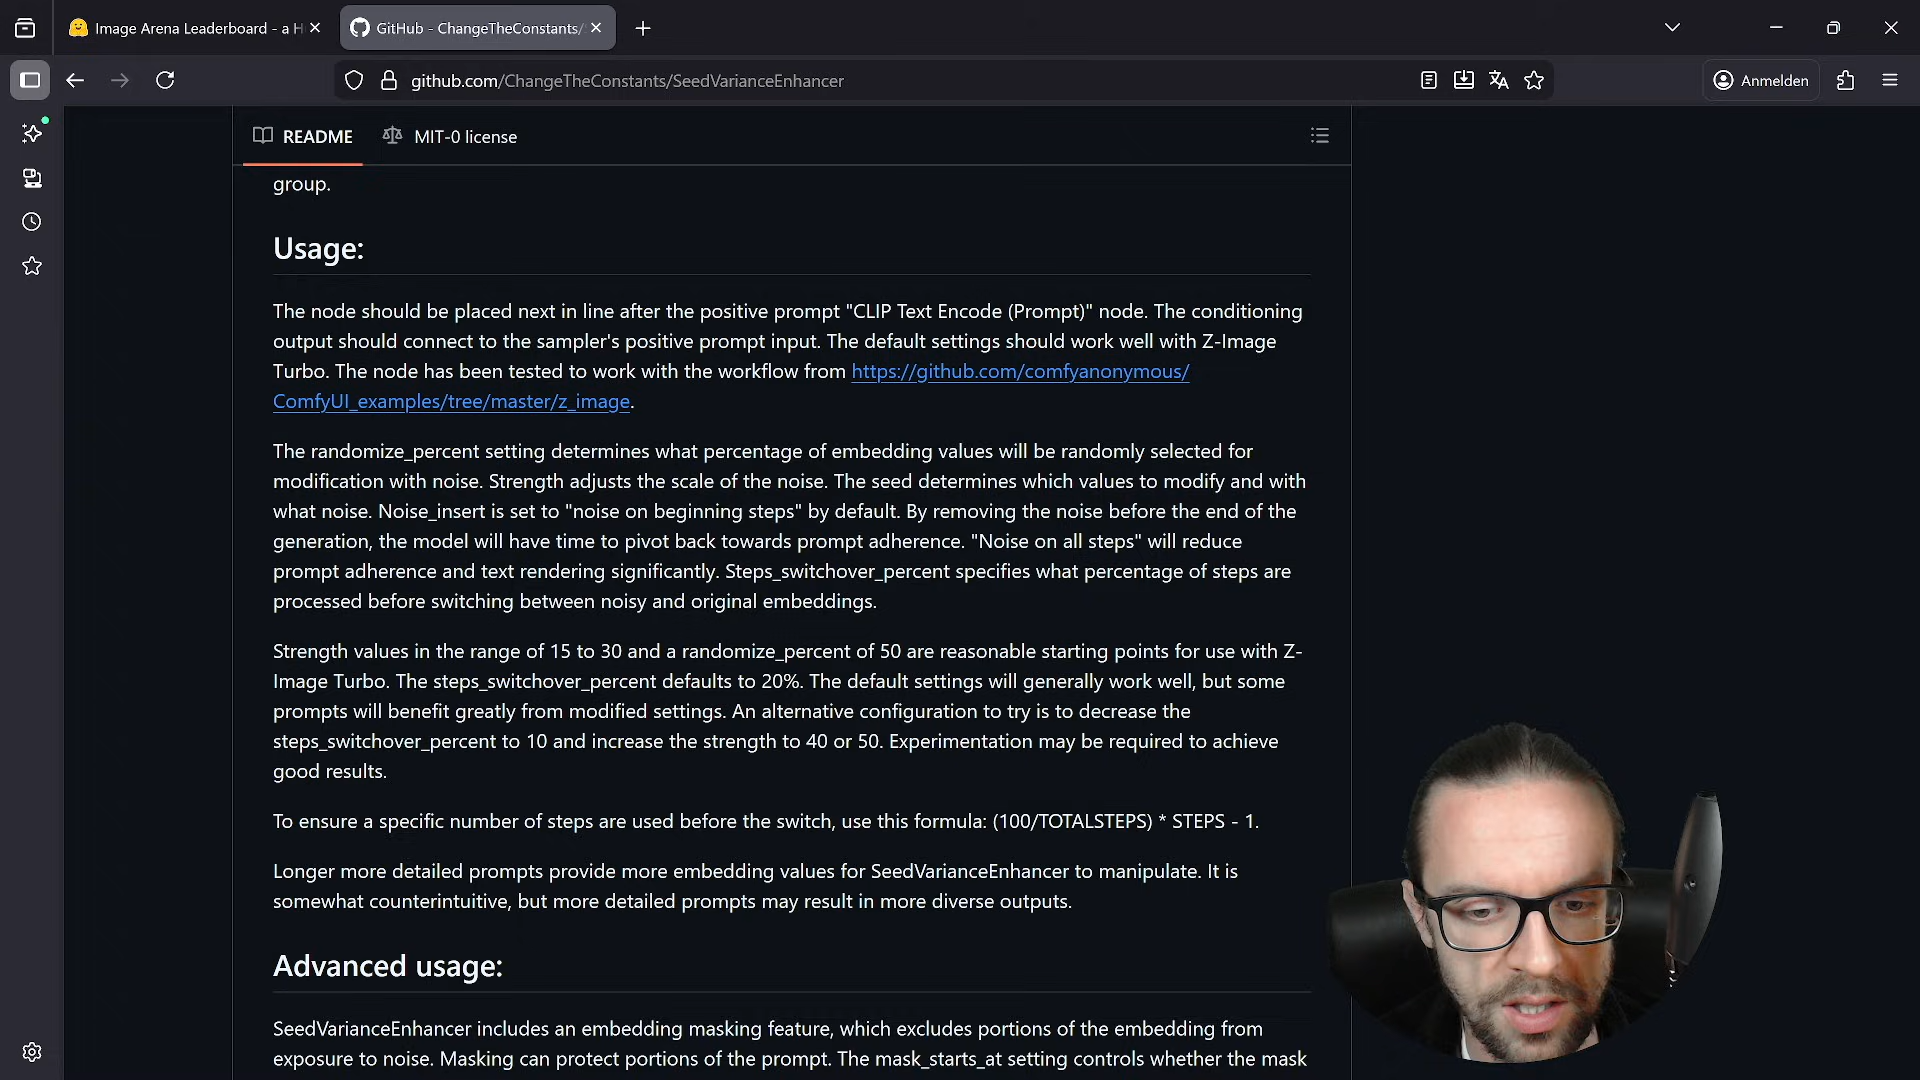 Image Arena Leaderboard - a H
GitHub - ChangeTheConstants/
github.com/ChangeTheConstants/SeedVarianceEnhancer
Anmelden
README
MIT-0 license
group.
Usage:
The node should be placed next in line after the positive prompt "CLIP Text Encode (Prompt)" node. The conditioning
output should connect to the sampler's positive prompt input. The default settings should work well with Z-Image
Turbo. The node has been tested to work with the workflow from https://github.com/comfyanonymous/
ComfyUI_examples/tree/master/z_image.
The randomize_percent setting determines what percentage of embedding values will be randomly selected for
modification with noise. Strength adjusts the scale of the noise. The seed determines which values to modify and with
what noise. Noise_insert is set to "noise on beginning steps" by default. By removing the noise before the end of the
generation, the model will have time to pivot back towards prompt adherence. "Noise on all steps" will reduce
prompt adherence and text rendering significantly. Steps_switchover_percent specifies what percentage of steps are
processed before switching between noisy and original embeddings.
Strength values in the range of 15 to 30 and a randomize_percent of 50 are reasonable starting points for use with Z-
Image Turbo. The steps_switchover_percent defaults to 20%. The default settings will generally work well, but some
prompts will benefit greatly from modified settings. An alternative configuration to try is to decrease the
steps_switchover_percent to 10 and increase the strength to 40 or 50. Experimentation may be required to achieve
good results.
To ensure a specific number of steps are used before the switch, use this formula: (100/TOTALSTEPS) * STEPS - 1.
Longer more detailed prompts provide more embedding values for SeedVarianceEnhancer to manipulate. It is
somewhat counterintuitive, but more detailed prompts may result in more diverse outputs.
Advanced usage:
SeedVarianceEnhancer includes an embedding masking feature, which excludes portions of the embedding from
exposure to noise. Masking can protect portions of the prompt. The mask_starts_at setting controls whether the mask